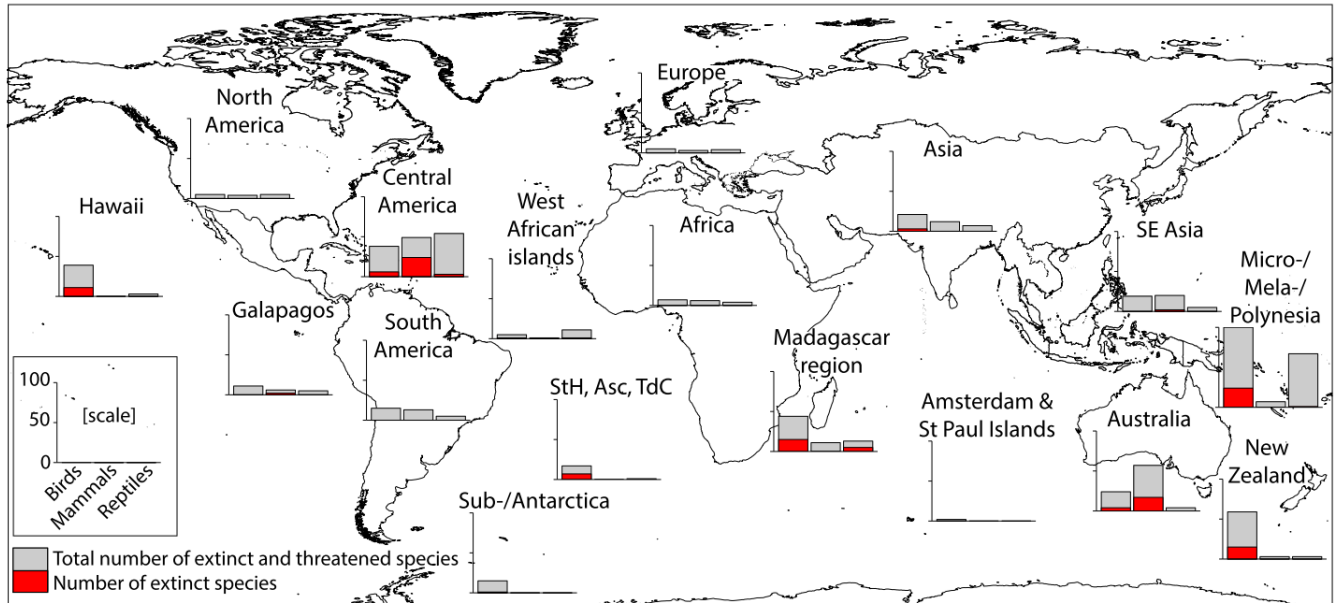 Europe
North
America
Asia
Central
America
Hawaii
West
African
islands
Africa
SE Asia
Micro-/
Mela-/
Polynesia
Galapagos
South
America
Madagascar
region
StH, Asc, TdC
Amsterdam &
St Paul Islands
Australia
New
Zealand
Sub-/Antarctica
100
50
0
[scale]
Birds
Mammals
Reptiles
Total number of extinct and threatened species
Number of extinct species